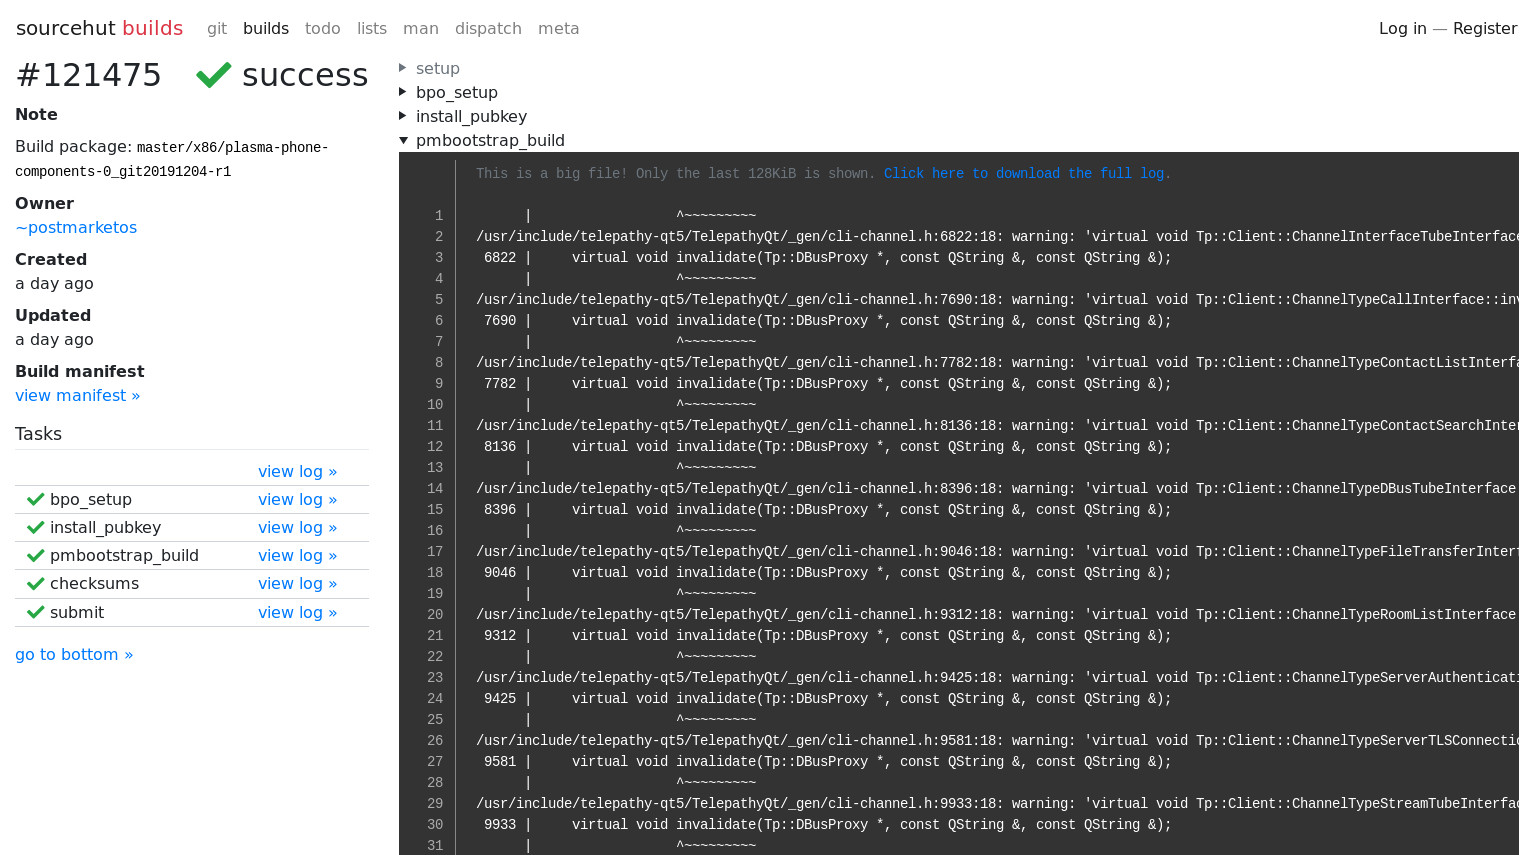 sourcehut builds git builds todo lists man dispatch meta Log in — Register
#121475 success
Note
Build package: master/x86/plasma-phone-
components-0_git20191204-r1
Owner
~postmarketos
Created
a day ago
Updated
a day ago
Build manifest
view manifest »
Tasks
view log »
bpo_setup view log »
install_pubkey view log »
pmbootstrap_build view log »
checksums view log »
submit view log »
go to bottom »
setup
bpo_setup
install_pubkey
pmbootstrap_build
This is a big file! Only the last 128KiB is shown. Click here to download the full log.
1 | ^~~~~~~~~~
2 /usr/include/telepathy-qt5/TelepathyQt/_gen/cli-channel.h:6822:18: warning: 'virtual void Tp::Client::ChannelInterfaceTubeInterface
3 6822 | virtual void invalidate(Tp::DBusProxy *, const QString &, const QString &);
4 | ^~~~~~~~~~
5 /usr/include/telepathy-qt5/TelepathyQt/_gen/cli-channel.h:7690:18: warning: 'virtual void Tp::Client::ChannelTypeCallInterface::inv
6 7690 | virtual void invalidate(Tp::DBusProxy *, const QString &, const QString &);
7 | ^~~~~~~~~~
8 /usr/include/telepathy-qt5/TelepathyQt/_gen/cli-channel.h:7782:18: warning: 'virtual void Tp::Client::ChannelTypeContactListInterfa
9 7782 | virtual void invalidate(Tp::DBusProxy *, const QString &, const QString &);
10 | ^~~~~~~~~~
11 /usr/include/telepathy-qt5/TelepathyQt/_gen/cli-channel.h:8136:18: warning: 'virtual void Tp::Client::ChannelTypeContactSearchInter
12 8136 | virtual void invalidate(Tp::DBusProxy *, const QString &, const QString &);
13 | ^~~~~~~~~~
14 /usr/include/telepathy-qt5/TelepathyQt/_gen/cli-channel.h:8396:18: warning: 'virtual void Tp::Client::ChannelTypeDBusTubeInterface
15 8396 | virtual void invalidate(Tp::DBusProxy *, const QString &, const QString &);
16 | ^~~~~~~~~~
17 /usr/include/telepathy-qt5/TelepathyQt/_gen/cli-channel.h:9046:18: warning: 'virtual void Tp::Client::ChannelTypeFileTransferInterf
18 9046 | virtual void invalidate(Tp::DBusProxy *, const QString &, const QString &);
19 | ^~~~~~~~~~
20 /usr/include/telepathy-qt5/TelepathyQt/_gen/cli-channel.h:9312:18: warning: 'virtual void Tp::Client::ChannelTypeRoomListInterface
21 9312 | virtual void invalidate(Tp::DBusProxy *, const QString &, const QString &);
22 | ^~~~~~~~~~
23 /usr/include/telepathy-qt5/TelepathyQt/_gen/cli-channel.h:9425:18: warning: 'virtual void Tp::Client::ChannelTypeServerAuthenticati
24 9425 | virtual void invalidate(Tp::DBusProxy *, const QString &, const QString &);
25 | ^~~~~~~~~~
26 /usr/include/telepathy-qt5/TelepathyQt/_gen/cli-channel.h:9581:18: warning: 'virtual void Tp::Client::ChannelTypeServerTLSConnectio
27 9581 | virtual void invalidate(Tp::DBusProxy *, const QString &, const QString &);
28 | ^~~~~~~~~~
29 /usr/include/telepathy-qt5/TelepathyQt/_gen/cli-channel.h:9933:18: warning: 'virtual void Tp::Client::ChannelTypeStreamTubeInterfac
30 9933 | virtual void invalidate(Tp::DBusProxy *, const QString &, const QString &);
31 | ^~~~~~~~~~